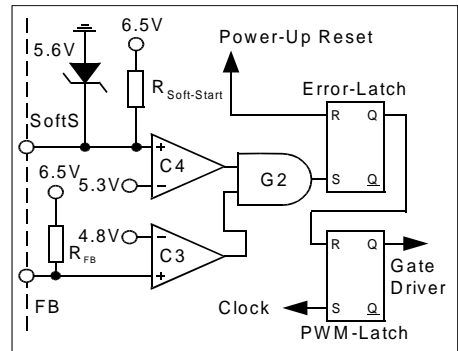 6.5V
Power-Up Reset
5.6V
R Soft-Start
Error-Latch
SoftS
R Q
6.5V
C4
G2
5.3V
S Q
4.8V
C3
R FB
R Q
Gate
Driver
FB
Clock
S Q
PWM-Latch